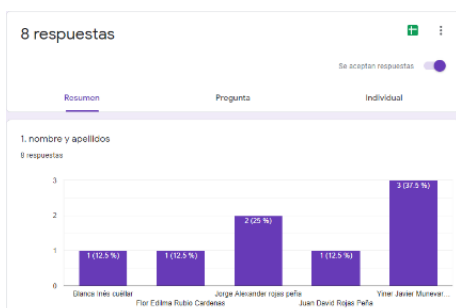 8 respuestas
Se aceptan respuestas
Resumen Pregunta Individual
1. nombre y apellidos
8 respuestas
3
2
1
0
1 (12.5 %) 1 (12.5 %) 2 (25 %) 1 (12.5 %) 3 (37.5 %)
Blanca Inés cuéllar Jorge Alexander rojas peña Yiner Javier Munevar...
Flor Edilma Rubio Cardenas Juan David Rojas Peña